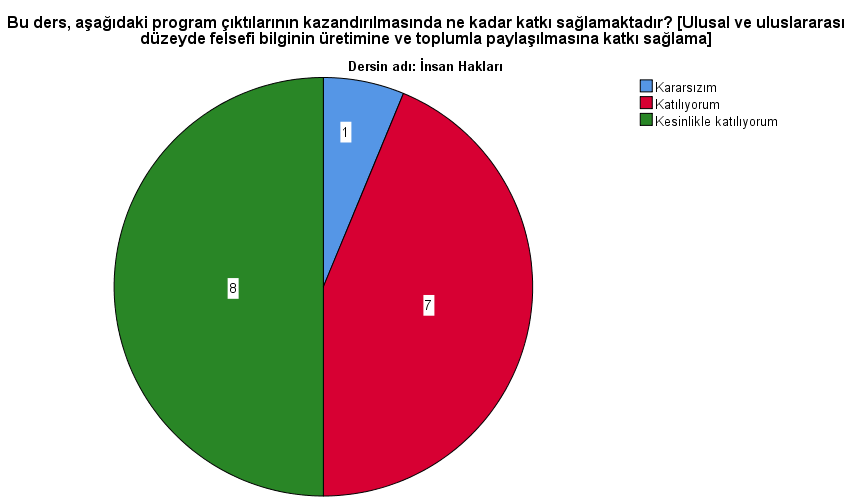 Bu ders, aşağıdaki program çıktılarının kazandırılmasında ne kadar katkı sağlamaktadır? [Ulusal ve uluslararası
düzeyde felsefi bilginin üretimine ve toplumla paylaşılmasına katkı sağlama]
Dersin adı: İnsan Hakları
Kararsızım
Katılıyorum
Kesinlikle katılıyorum
1
8
7